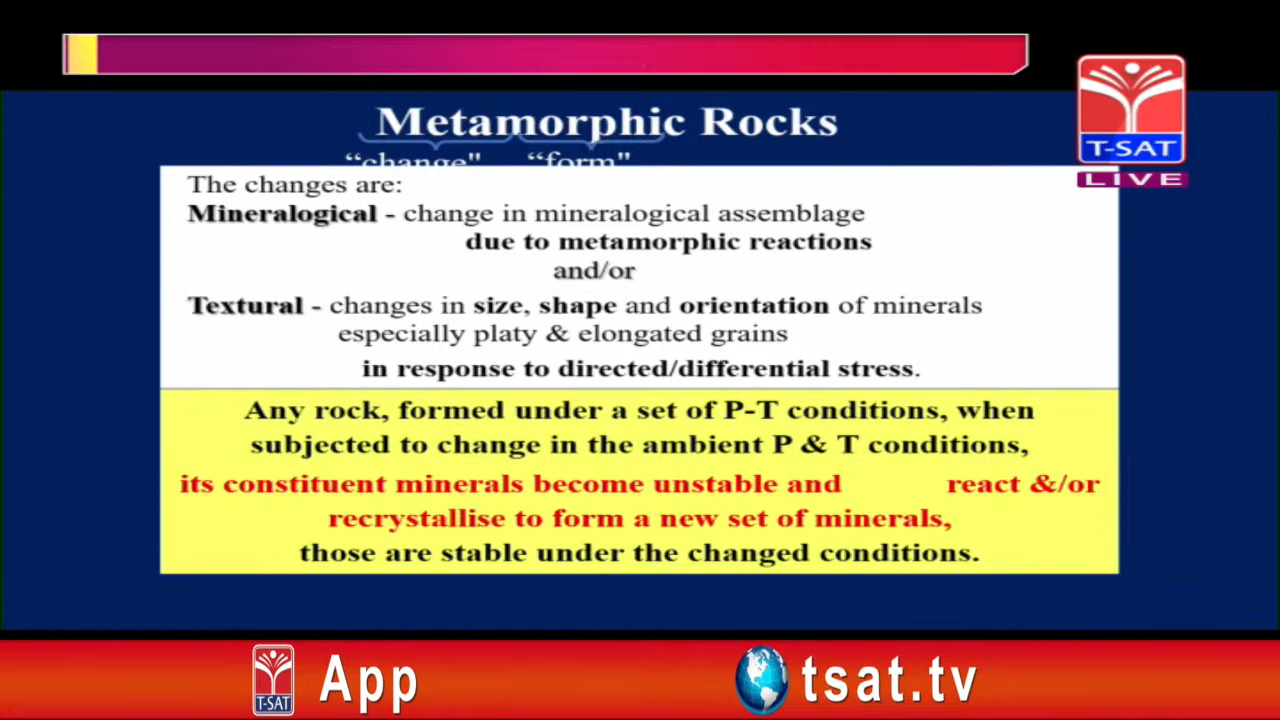 Metamorphic Rocks
“change" “form"
T-SAT
LIVE
The changes are:
Mineralogical - change in mineralogical assemblage
due to metamorphic reactions
and/or
Textural - changes in size, shape and orientation of minerals
especially platy & elongated grains
in response to directed/differential stress.
Any rock, formed under a set of P-T conditions, when
subjected to change in the ambient P & T conditions,
its constituent minerals become unstable and react &/or
recrystallise to form a new set of minerals,
those are stable under the changed conditions.
T-SAT App tsat.tv